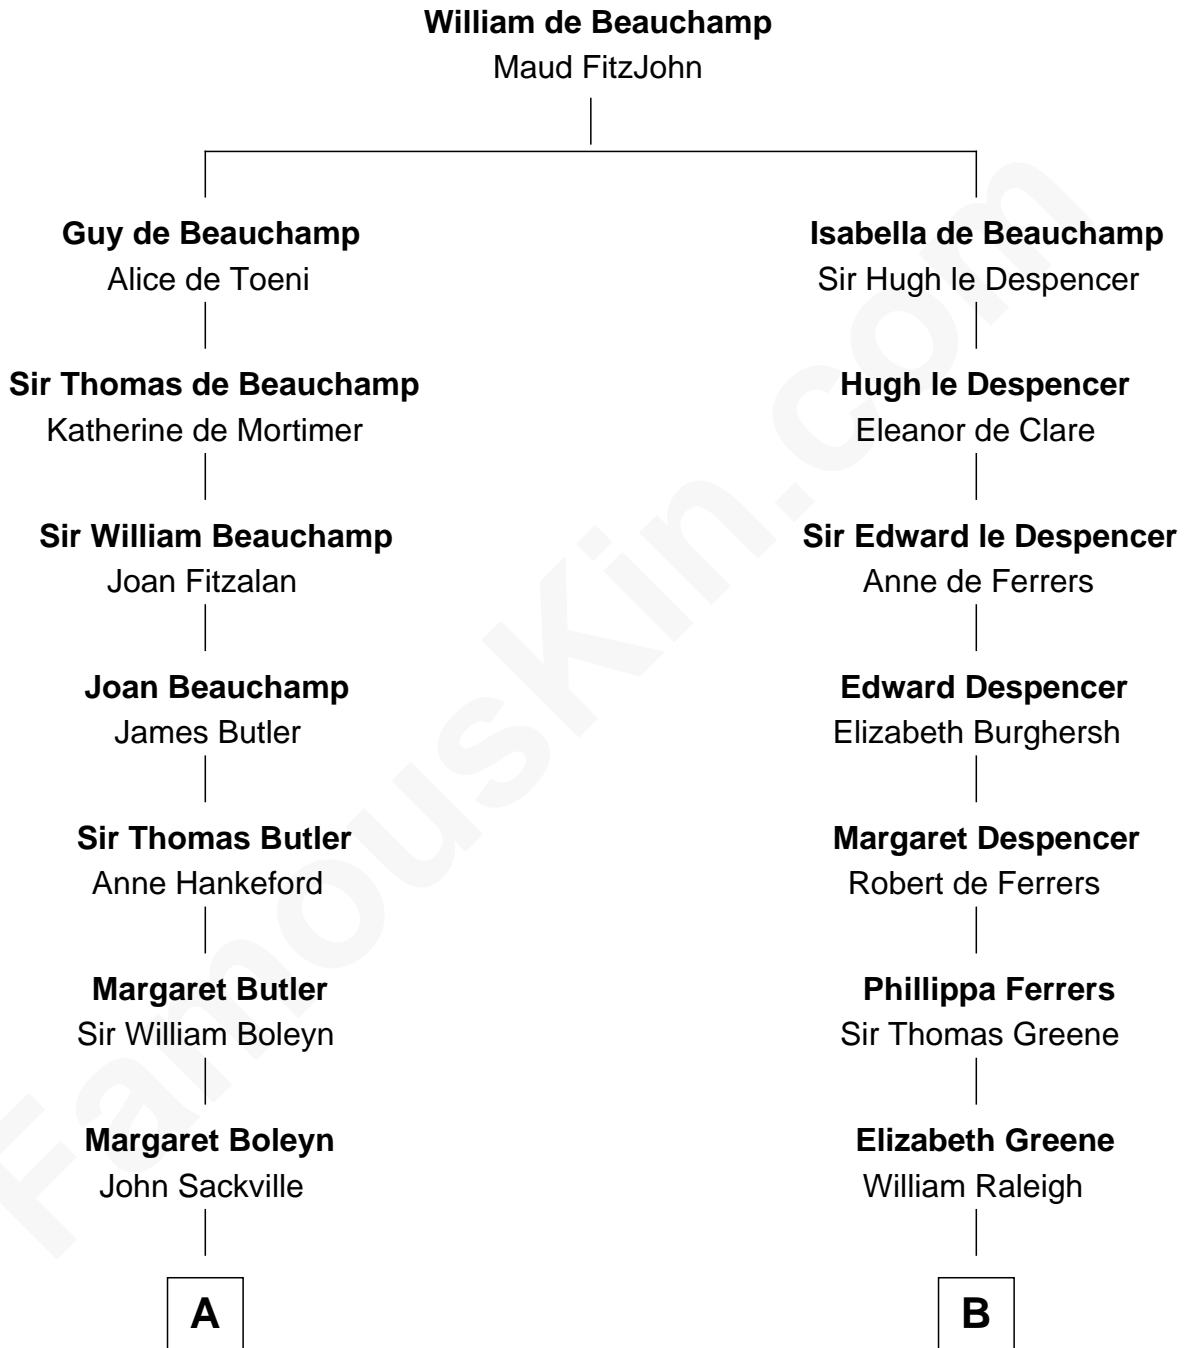 William de Beauchamp
Maud FitzJohn
Guy de Beauchamp
Alice de Toeni
Isabella de Beauchamp
Sir Hugh le Despencer
Sir Thomas de Beauchamp
Katherine de Mortimer
Hugh le Despencer
Eleanor de Clare
Sir William Beauchamp
Joan Fitzalan
Sir Edward le Despencer
Anne de Ferrers
Joan Beauchamp
James Butler
Edward Despencer
Elizabeth Burghersh
Sir Thomas Butler
Anne Hankeford
Margaret Despencer
Robert de Ferrers
Margaret Butler
Sir William Boleyn
Phillippa Ferrers
Sir Thomas Greene
Margaret Boleyn
John Sackville
Elizabeth Greene
William Raleigh
A
B
FamousKin.com